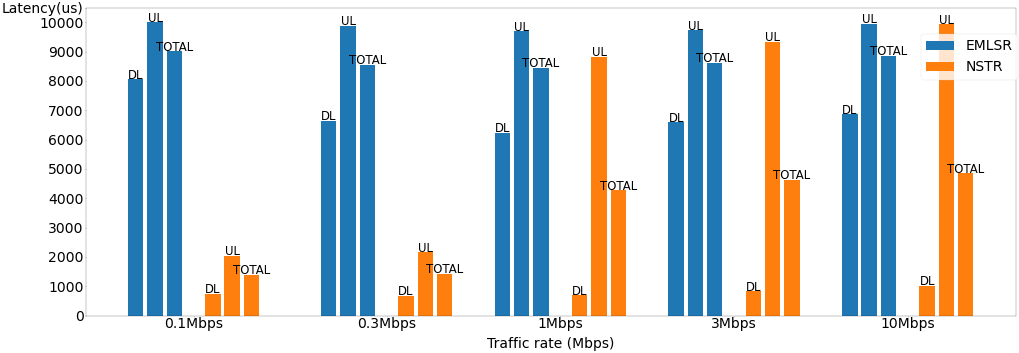 Latency(us)
10000
9000
8000
7000
6000
5000
4000
3000
2000
1000
0
DL
UL
TOTAL
DL
UL
TOTAL
DL
UL
TOTAL
DL
UL
TOTAL
DL
UL
TOTAL
DL
UL
TOTAL
DL
UL
TOTAL
DL
UL
TOTAL
DL
UL
TOTAL
DL
UL
TOTAL
EMLSR
NSTR
0.1Mbps 0.3Mbps 1Mbps 3Mbps 10Mbps
Traffic rate (Mbps)